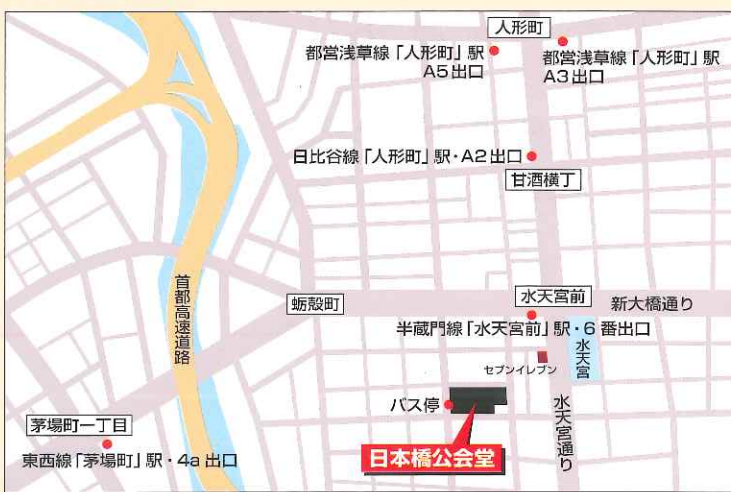 人形町
都営浅草線「人形町」駅
A5出口
都営浅草線「人形町」駅
A3出口
日比谷線「人形町」駅・A2出口
甘酒横丁
首都高速道路
蛎殻町
水天宮前
新大橋通り
半蔵門線「水天宮前」駅・6番出口
水天宮
セブンイレブン
バス停
水天宮通り
茅場町一丁目
東西線「茅場町」駅・4a出口
日本橋公会堂